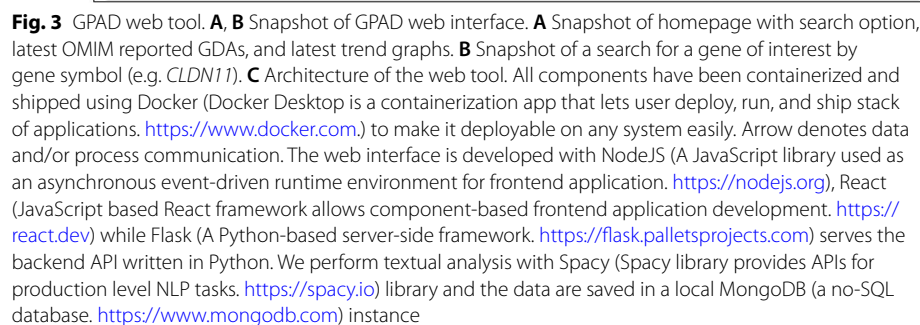 Fig. 3 GPAD web tool. A, B Snapshot of GPAD web interface. A Snapshot of homepage with search option,
latest OMIM reported GDAs, and latest trend graphs. B Snapshot of a search for a gene of interest by
gene symbol (e.g. CLDN11). C Architecture of the web tool. All components have been containerized and
shipped using Docker (Docker Desktop is a containerization app that lets user deploy, run, and ship stack
of applications. https://www.docker.com.) to make it deployable on any system easily. Arrow denotes data
and/or process communication. The web interface is developed with NodeJS (A JavaScript library used as
an asynchronous event-driven runtime environment for frontend application. https://nodejs.org), React
(JavaScript based React framework allows component-based frontend application development. https://
react.dev) while Flask (A Python-based server-side framework. https://flask.palletsprojects.com) serves the
backend API written in Python. We perform textual analysis with Spacy (Spacy library provides APIs for
production level NLP tasks. https://spacy.io) library and the data are saved in a local MongoDB (a no-SQL
database. https://www.mongodb.com) instance